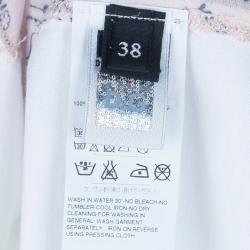 38
100%
WASH IN WATER 30°-NO BLEACH-NO
TUMBLER-COOL IRON-NO DRY
CLEANING-FOR WASHING IN
GENERAL: WASH GARMENT
SEPARATELY, IRON ON REVERSE
USING PRESSING CLOTH